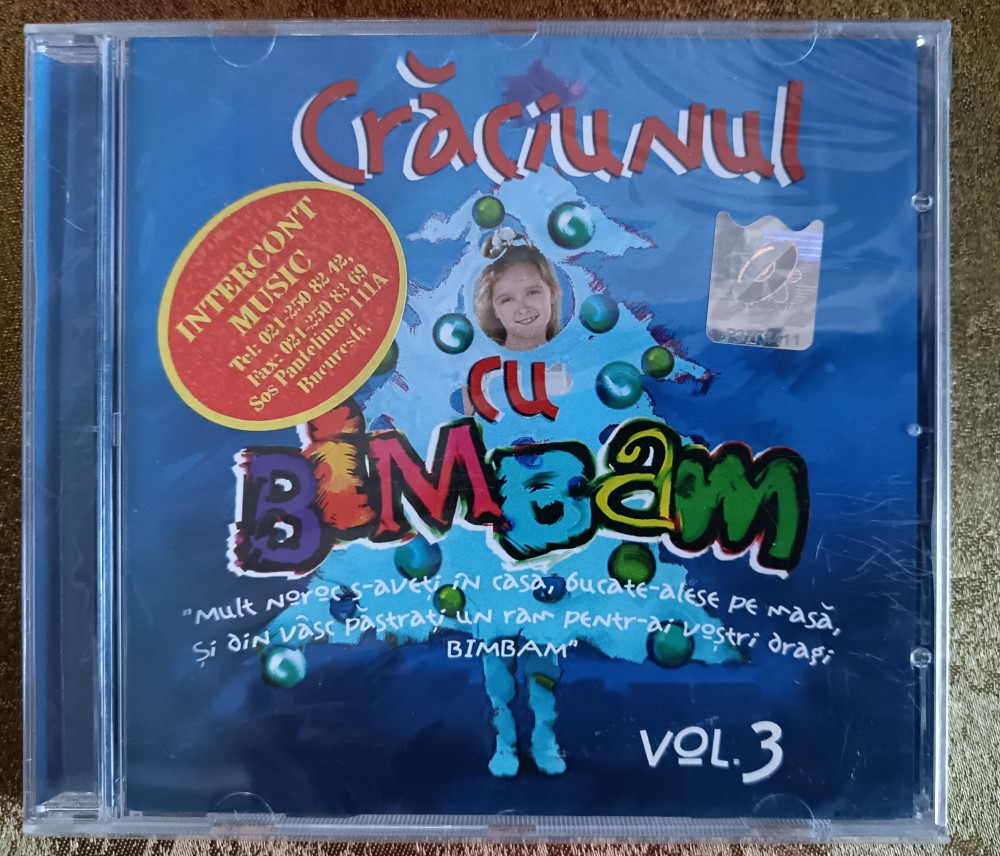 Crăciunul
INTERCONT
MUSIC
Tel: 021-250 82 42,
Fax- 021-250 83 69
Sos Pantelimon 111A
Bucuresti,
cu
BIMBam
"Mult noroc s-aveți în casă, bucate-alese pe masă,
Și din vâsc păstrați un ram pentr-ai voștri dragi
BIMBAM"
VOL.3